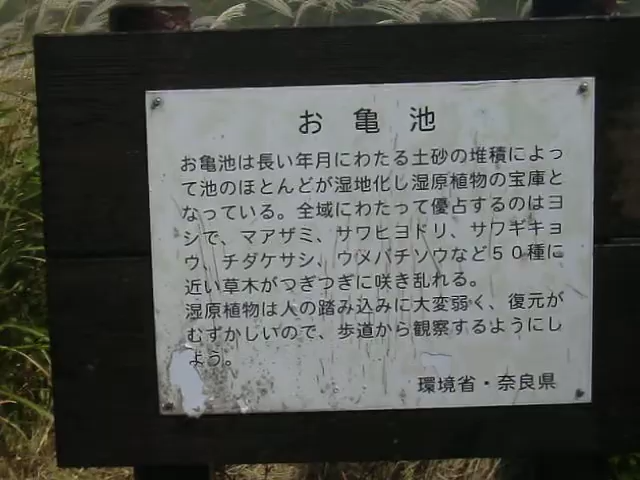 お亀池
お亀池は長い年月にわたる土砂の堆積によっ
て池のほとんどが湿地化し湿原植物の宝庫と
なっている。全域にわたって優占するのはヨ
シで、マアザミ、サワヒヨドリ、サワギキョ
ウ、チダケサシ、ウメバチソウなど５０種に
近い草木がつぎつぎに咲き乱れる。
湿原植物は人の踏み込みに大変弱く、復元が
むずかしいので、歩道から観察するようにし
よう。
環境省・奈良県